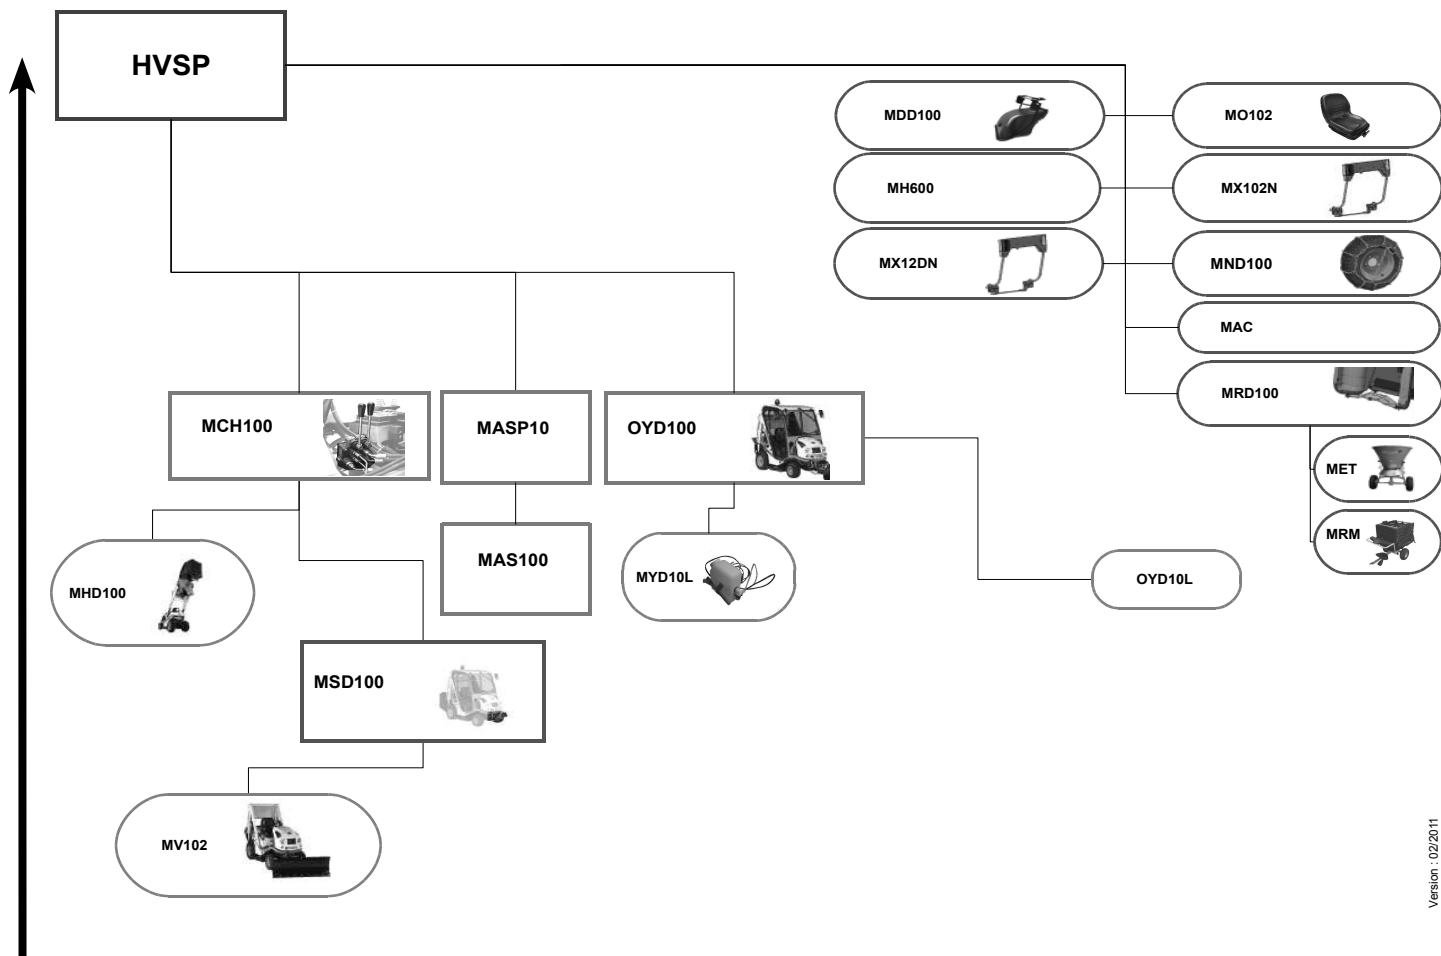 HVSP
MDD100
MO102
MH600
MX102N
MX12DN
MND100
MAC
MRD100
MCH100
MASP10
OYD100
MET
MRM
MHD100
MAS100
MYD10L
OYD10L
MSD100
MV102
Version : 02/2011